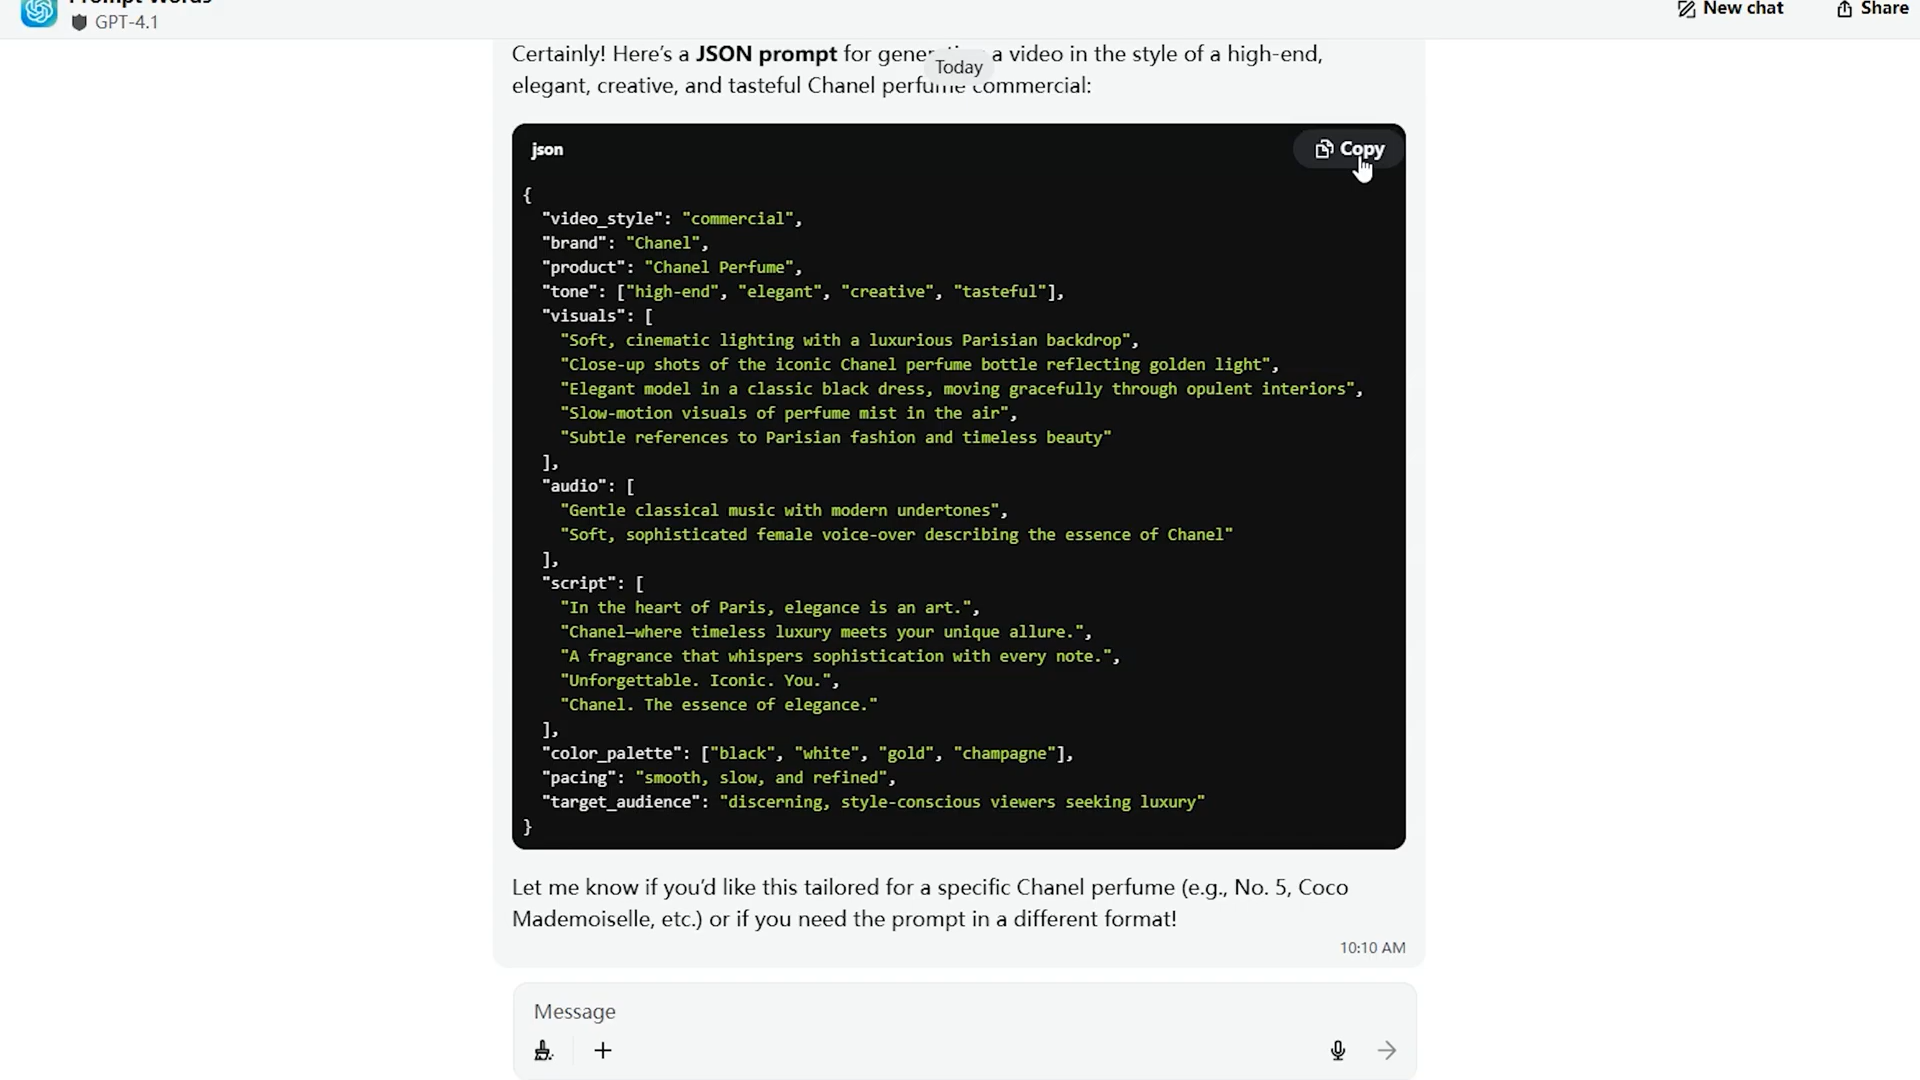 GPT-4.1
New chat
Share
Today
Certainly! Here's a JSON prompt for a video in the style of a high-end,
elegant, creative, and tasteful Chanel perfume commercial:
json
Copy
{
"video_style": "commercial",
"brand": "Chanel",
"product": "Chanel Perfume",
"tone": ["high-end", "elegant", "creative", "tasteful"],
"visuals": [
"Soft, cinematic lighting with a luxurious Parisian backdrop",
"Close-up shots of the iconic Chanel perfume bottle reflecting golden light",
"Elegant model in a classic black dress, moving gracefully through opulent interiors",
"Slow-motion visuals of perfume mist in the air",
"Subtle references to Parisian fashion and timeless beauty"
],
"audio": [
"Gentle classical music with modern undertones",
"Soft, sophisticated female voice-over describing the essence of Chanel"
],
"script": [
"In the heart of Paris, elegance is an art.",
"Chanel—where timeless luxury meets your unique allure.",
"A fragrance that whispers sophistication with every note.",
"Unforgettable. Iconic. You.",
"Chanel. The essence of elegance."
],
"color_palette": ["black", "white", "gold", "champagne"],
"pacing": "smooth, slow, and refined",
"target_audience": "discerning, style-conscious viewers seeking luxury"
}
Let me know if you'd like this tailored for a specific Chanel perfume (e.g., No. 5, Coco
Mademoiselle, etc.) or if you need the prompt in a different format!
10:10 AM
Message